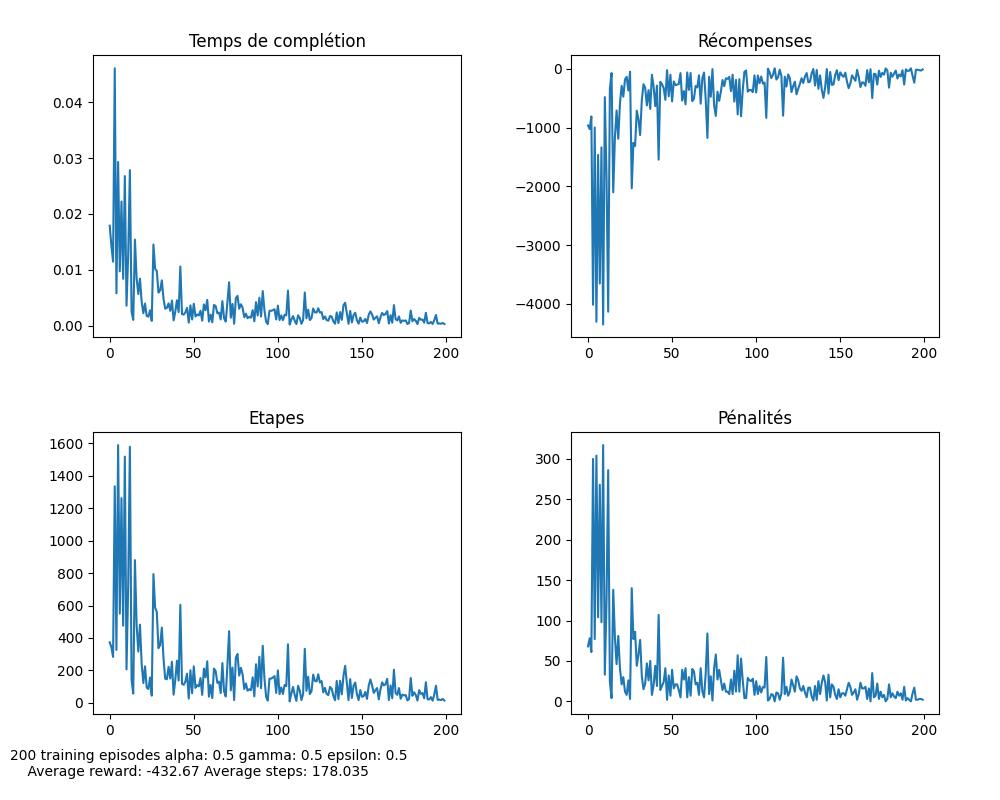 Temps de complétion
Récompenses
0.04
0.03
0.02
0.01
0.00
0 50 100 150 200
0
−1000
−2000
−3000
−4000
0 50 100 150 200
Etapes
Pénalités
1600
1400
1200
1000
800
600
400
200
0
0 50 100 150 200
300
250
200
150
100
50
0
0 50 100 150 200
200 training episodes alpha: 0.5 gamma: 0.5 epsilon: 0.5
Average reward: -432.67 Average steps: 178.035